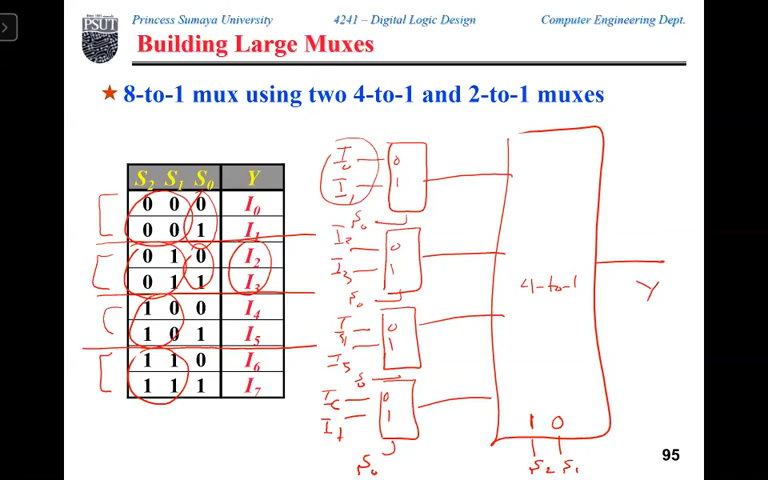 Princess Sumaya University 4241 – Digital Logic Design Computer Engineering Dept.
PSUT
Building Large Muxes
8-to-1 mux using two 4-to-1 and 2-to-1 muxes
S2 S1 S0 Y
0 0 0 I0
0 0 1 I1
0 1 0 I2
0 1 1 I3
1 0 0 I4
1 0 1 I5
1 1 0 I6
1 1 1 I7
I0 0
I1 1
S0
I2 0
I3 1
S0
I4 0
I5 1
S0
I6 0
I7 1
S0
4-to-1
Y
1 0
S2 S1
95